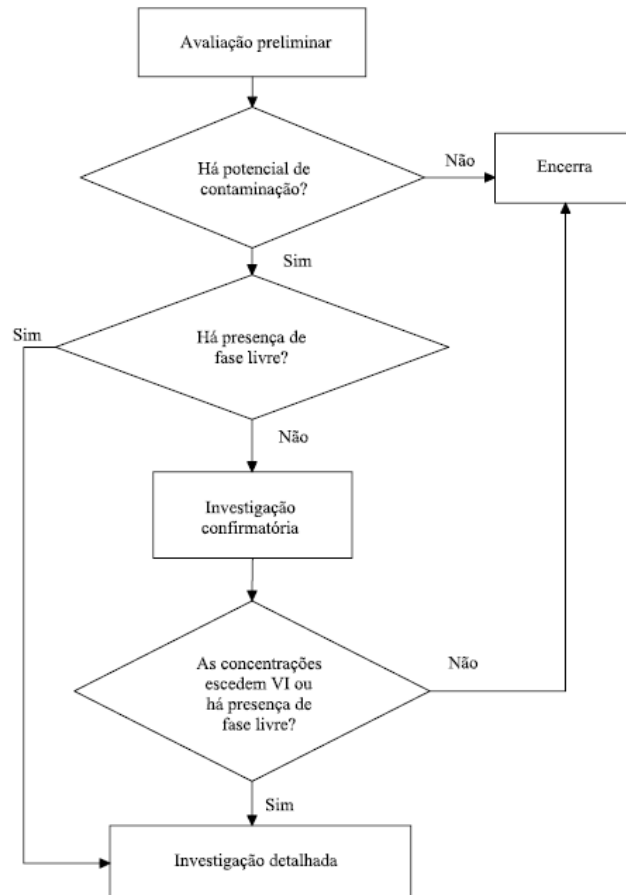 Avaliação preliminar
Há potencial de
contaminação?
Não
Encerra
Sim
Há presença de
fase livre?
Sim
Não
Investigação
confirmatória
As concentrações
escedem VI ou
há presença de
fase livre?
Não
Sim
Investigação detalhada